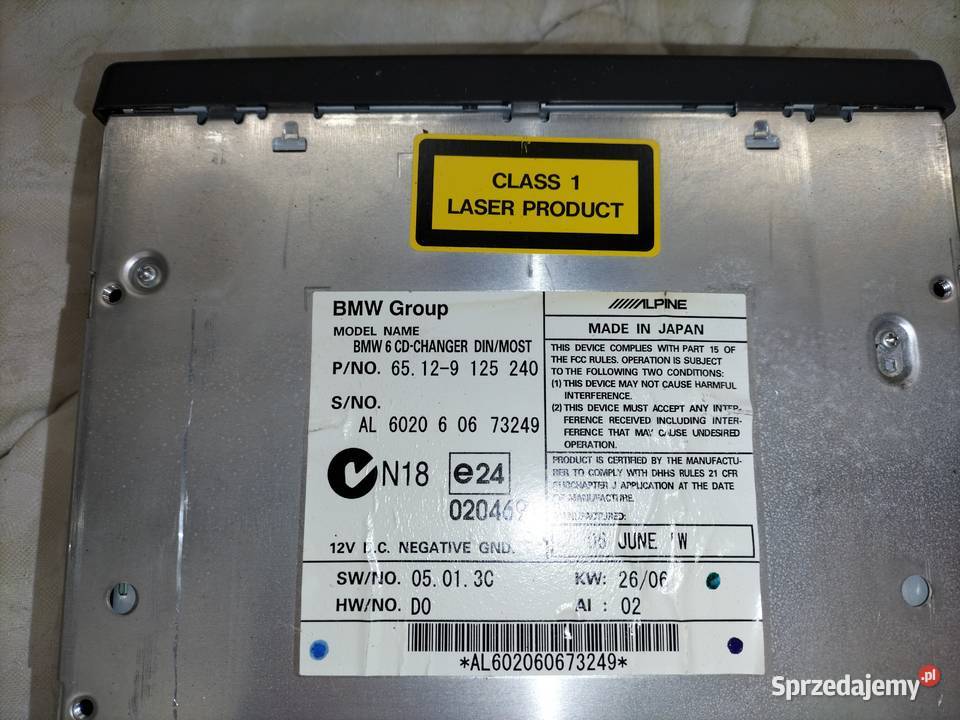 CLASS 1
LASER PRODUCT
BMW Group
MODEL NAME
BMW 6 CD-CHANGER DIN/MOST
P/NO. 65.12-9 125 240
S/NO.
AL 6020 6 06 73249
N18
e24
020469
12V D.C. NEGATIVE GND.
ALPINE
MADE IN JAPAN
THIS DEVICE COMPLIES WITH PART 15 OF
THE FCC RULES. OPERATION IS SUBJECT
TO THE FOLLOWING TWO CONDITIONS:
(1) THIS DEVICE MAY NOT CAUSE HARMFUL
INTERFERENCE.
(2) THIS DEVICE MUST ACCEPT ANY INTER-
FERENCE RECEIVED INCLUDING INTER-
FERENCE THAT MAY CAUSE UNDESIRED
OPERATION.
PRODUCT IS CERTIFIED BY THE MANUFACTU-
RER TO COMPLY WITH DHHS RULES 21 CFR
SUBCHAPTER J APPLICATION AT THE DATE
OF MANUFACTURE.
MANUFACTURED:
06 JUNE W
SW/NO. 05.01.3C
KW: 26/06
HW/NO. D0
AI : 02
*AL602060673249*
Sprzedajemy.pl